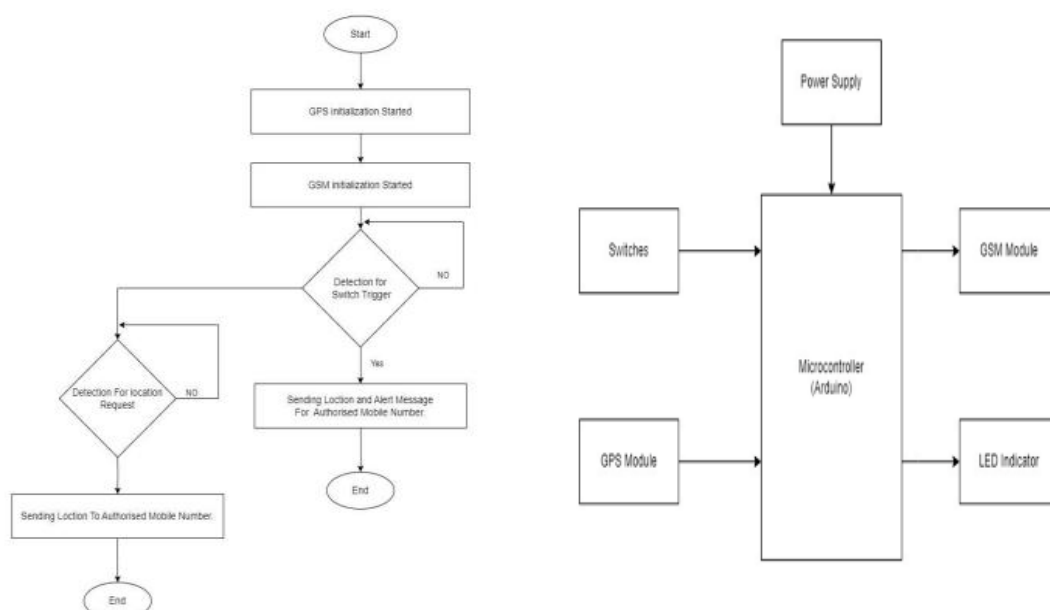 Start
GPS initialization Started
GSM initialization Started
Detection for
Switch Trigger
NO
Yes
Sending Loction and Alert Message
For Authorised Mobile Number.
End
Detection For location
Request
NO
Sending Loction To Authorised Mobile Number.
End
Power Supply
Switches
GSM Module
Microcontroller
(Arduino)
GPS Module
LED Indicator